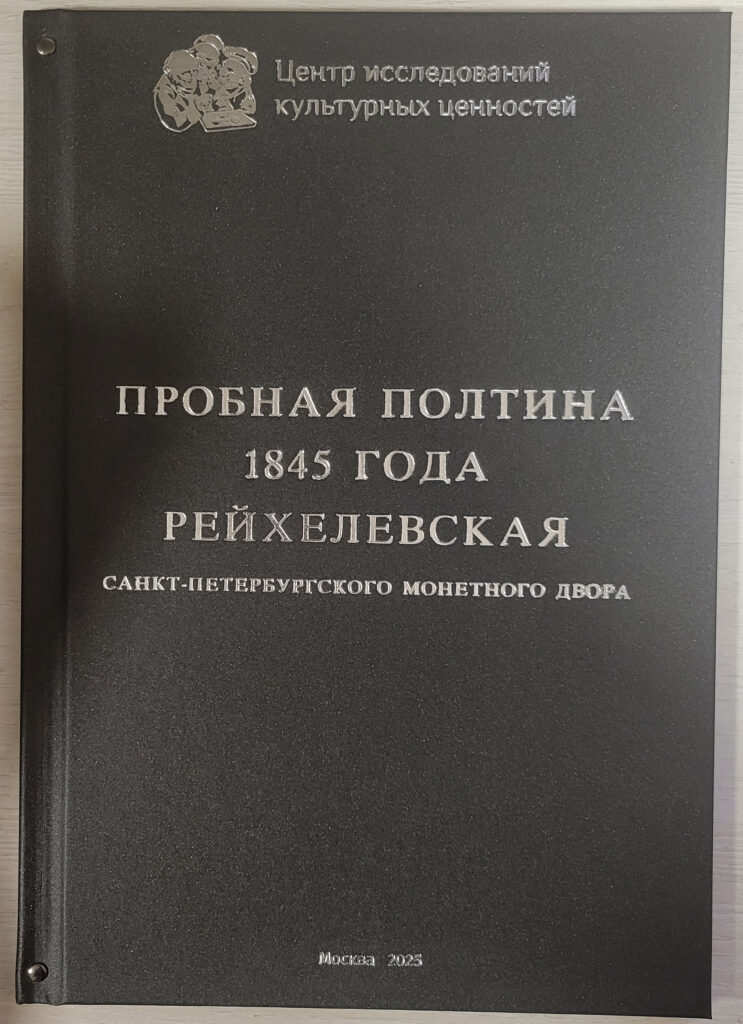 Центр исследований
культурных ценностей
ПРОБНАЯ ПОЛТИНА
1845 ГОДА
РЕЙХЕЛЕВСКАЯ
САНКТ-ПЕТЕРБУРГСКОГО МОНЕТНОГО ДВОРА
Москва 2025